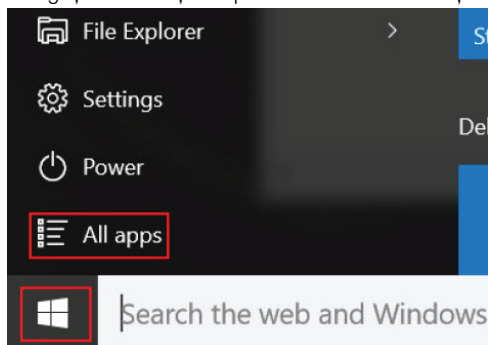 File Explorer
Settings
Power
All apps
Search the web and Windows